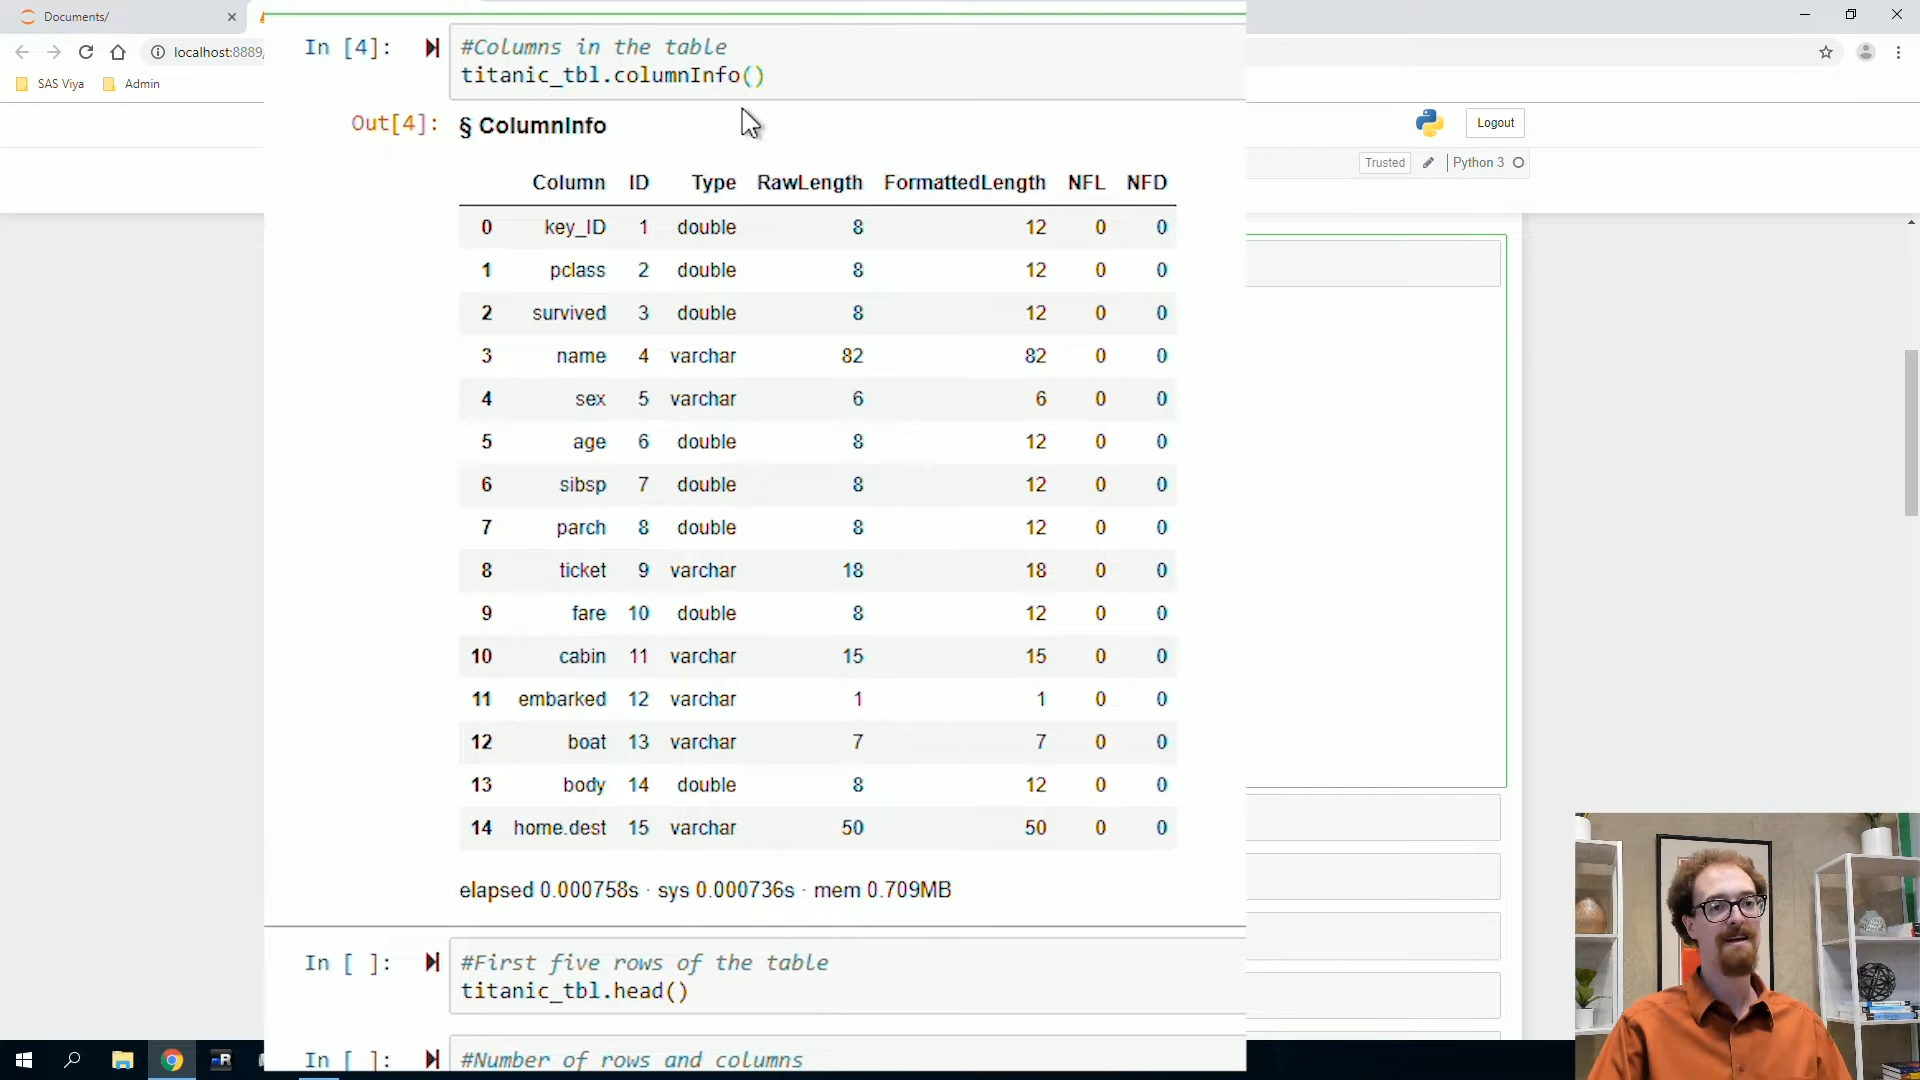 Documents/
localhost:8889/
SAS Viya
Admin
Logout
Trusted
Python 3
In [4]:
#Columns in the table
titanic_tbl.columnInfo()
Out[4]:
§ ColumnInfo
Column ID Type RawLength FormattedLength NFL NFD
0 key_ID 1 double 8 12 0 0
1 pclass 2 double 8 12 0 0
2 survived 3 double 8 12 0 0
3 name 4 varchar 82 82 0 0
4 sex 5 varchar 6 6 0 0
5 age 6 double 8 12 0 0
6 sibsp 7 double 8 12 0 0
7 parch 8 double 8 12 0 0
8 ticket 9 varchar 18 18 0 0
9 fare 10 double 8 12 0 0
10 cabin 11 varchar 15 15 0 0
11 embarked 12 varchar 1 1 0 0
12 boat 13 varchar 7 7 0 0
13 body 14 double 8 12 0 0
14 home.dest 15 varchar 50 50 0 0
elapsed 0.000758s · sys 0.000736s · mem 0.709MB
In [ ]:
#First five rows of the table
titanic_tbl.head()
In [ ]:
#Number of rows and columns